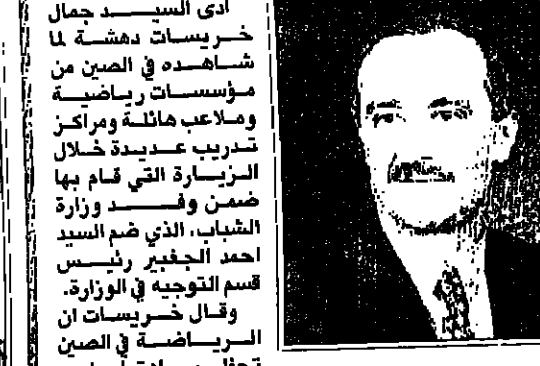 ادى السيد جمال
خريسات دهشة لما
شاهده في الصين من
مؤسسات رياضية
وملاعب هائلة ومراكز
تدريب عديدة خلال
الزيارة التي قام بها
ضمن وفد وزارة
الشباب، الذي ضم السيد
احمد الجغبير رئيس
قسم التوجيه في الوزارة.
وقال خريسات ان
الرياضة في الصين